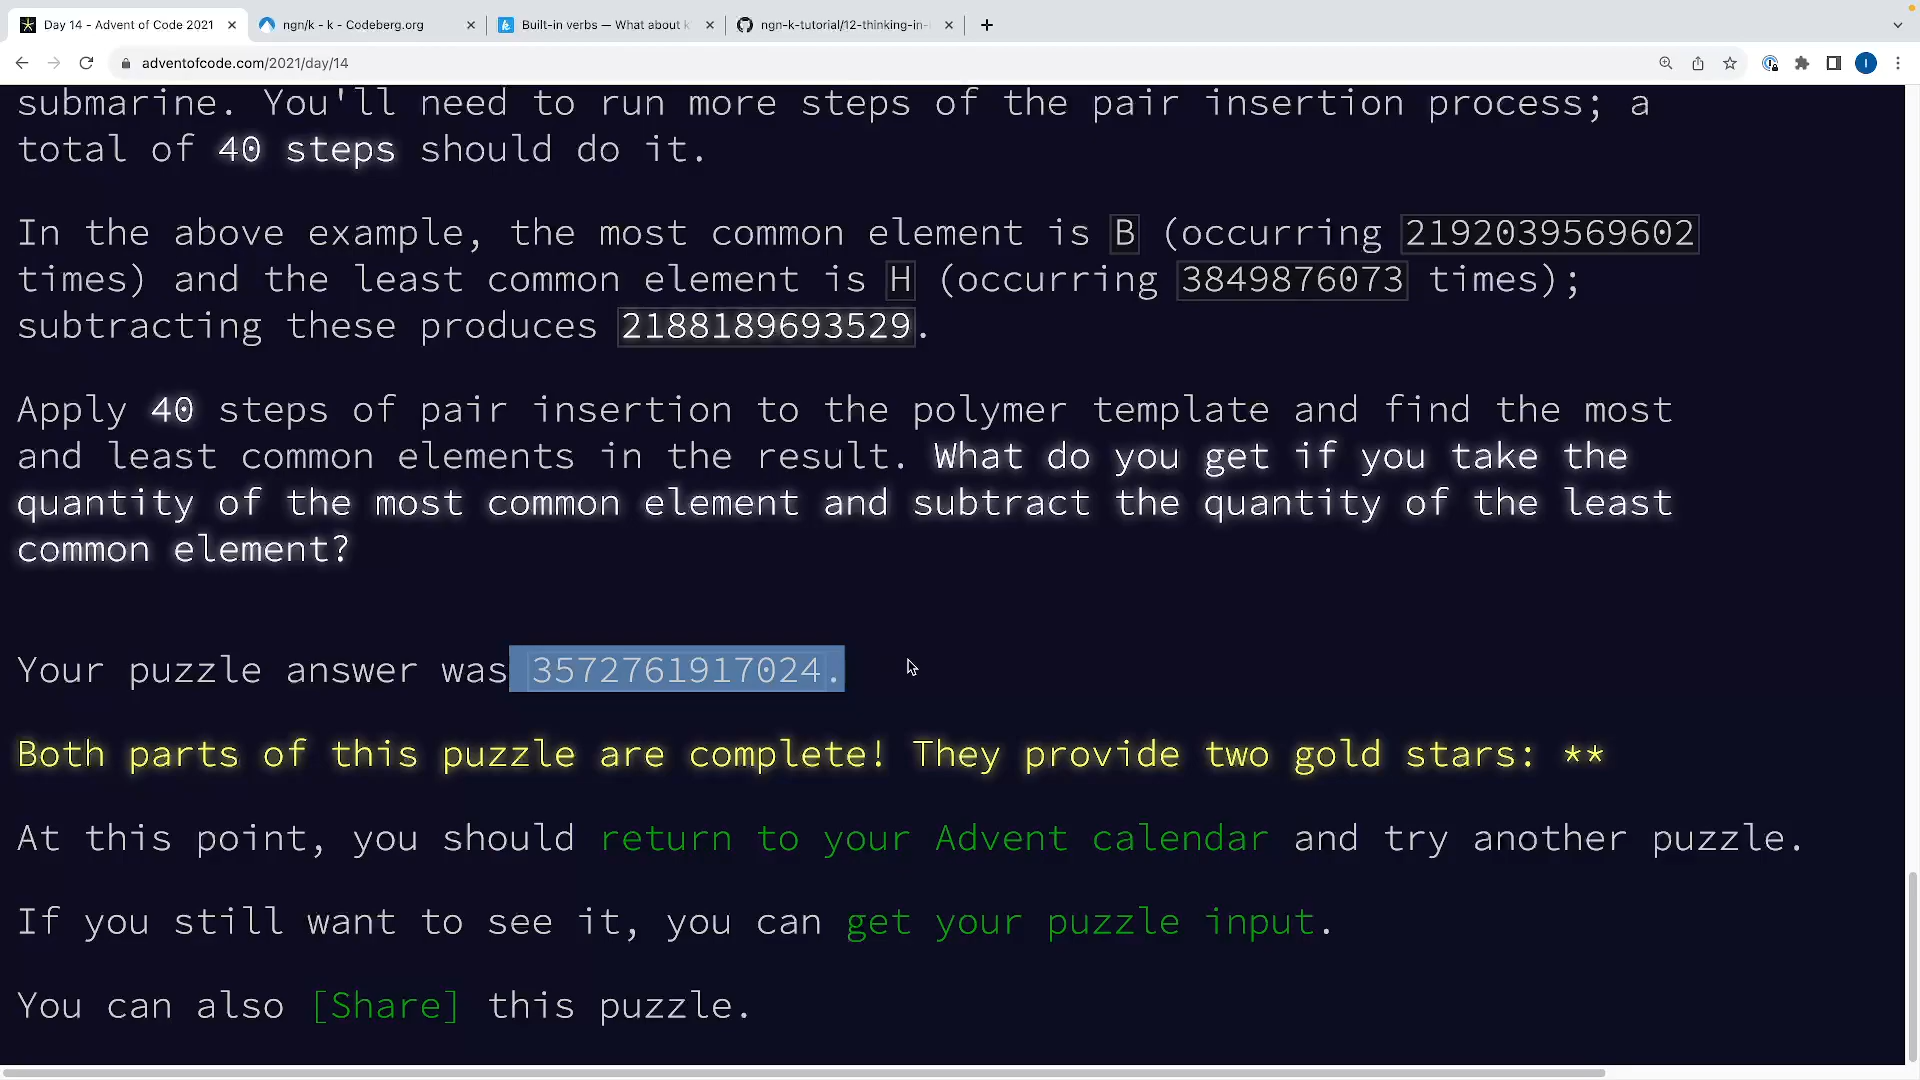 Day 14 - Advent of Code 2021
ngn/k - k - Codeberg.org
Built-in verbs — What about k
ngn-k-tutorial/12-thinking-in-
adventofcode.com/2021/day/14
I
submarine. You'll need to run more steps of the pair insertion process; a
total of 40 steps should do it.
In the above example, the most common element is B (occurring 2192039569602
times) and the least common element is H (occurring 3849876073 times);
subtracting these produces 2188189693529.
Apply 40 steps of pair insertion to the polymer template and find the most
and least common elements in the result. What do you get if you take the
quantity of the most common element and subtract the quantity of the least
common element?
Your puzzle answer was 3572761917024.
Both parts of this puzzle are complete! They provide two gold stars: **
At this point, you should return to your Advent calendar and try another puzzle.
If you still want to see it, you can get your puzzle input.
You can also [Share] this puzzle.